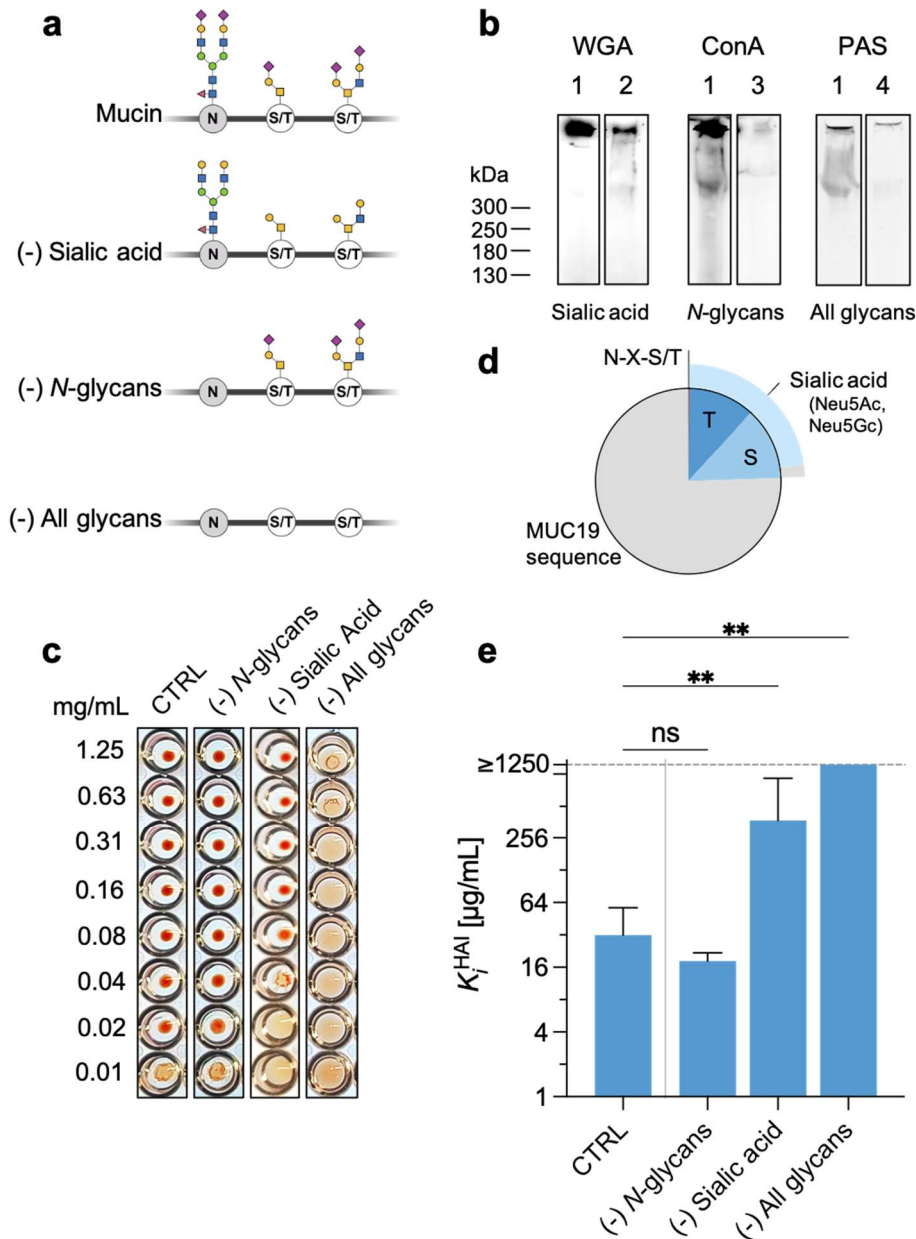 a
Mucin
N
S/T
S/T
(-) Sialic acid
N
S/T
S/T
(-) N-glycans
N
S/T
S/T
(-) All glycans
N
S/T
S/T
b
WGA
ConA
PAS
1
2
1
3
1
4
kDa
300
250
180
130
Sialic acid
N-glycans
All glycans
d
N-X-S/T
Sialic acid
(Neu5Ac,
Neu5Gc)
T
S
MUC19
sequence
c
mg/mL
CTRL
(-) N-glycans
(-) Sialic Acid
(-) All glycans
1.25
0.63
0.31
0.16
0.08
0.04
0.02
0.01
e
**
**
ns
≥1250
256
64
16
4
1
KiHAI [µg/mL]
CTRL
(-) N-glycans
(-) Sialic acid
(-) All glycans